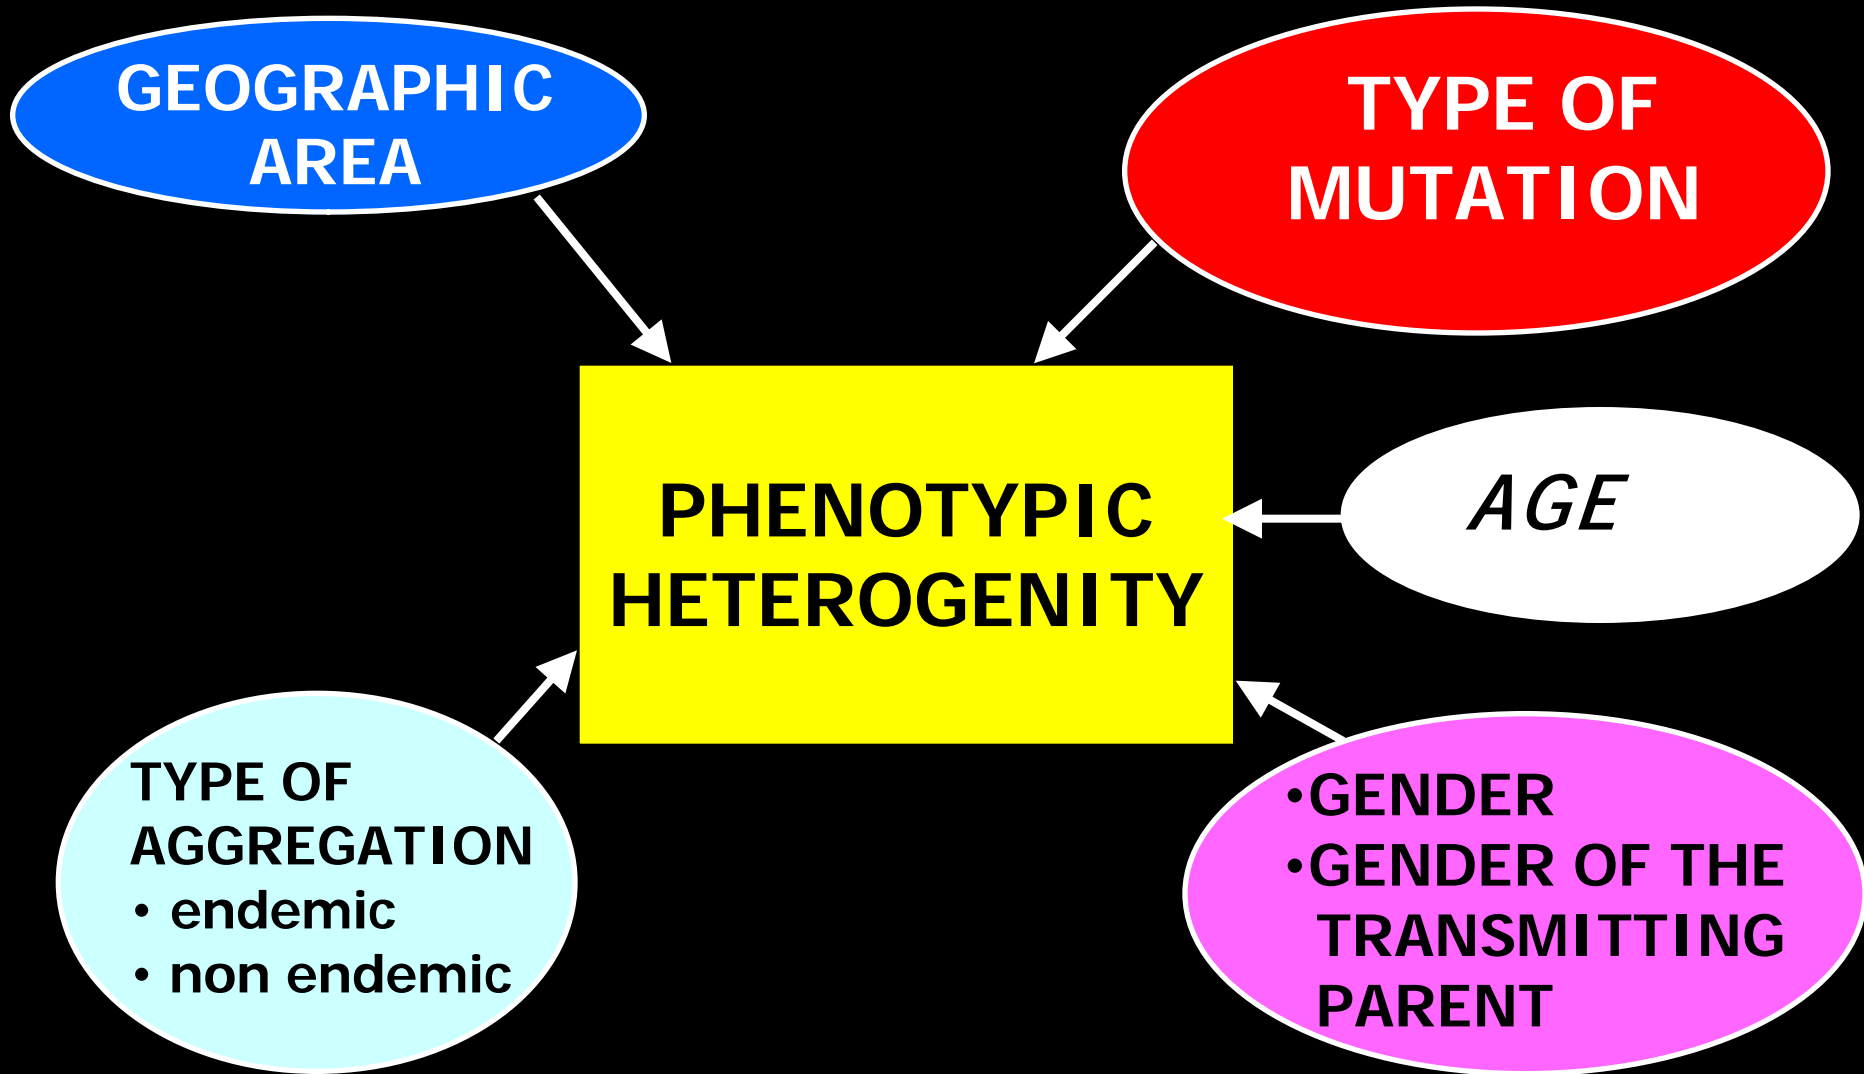 GEOGRAPHIC
AREA
TYPE OF
MUTATION
PHENOTYPIC
HETEROGENITY
AGE
TYPE OF
AGGREGATION
• endemic
• non endemic
•GENDER
•GENDER OF THE
TRANSMITTING
PARENT